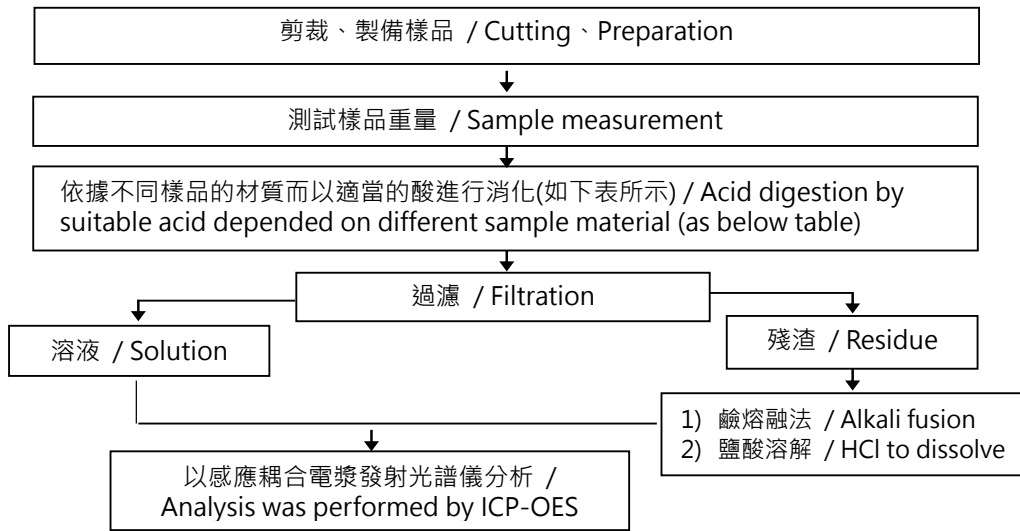 剪裁、製備樣品 / Cutting、Preparation
測試樣品重量 / Sample measurement
依據不同樣品的材質而以適當的酸進行消化(如下表所示) / Acid digestion by
suitable acid depended on different sample material (as below table)
過濾 / Filtration
溶液 / Solution
殘渣 / Residue
1) 鹼熔融法 / Alkali fusion
2) 鹽酸溶解 / HCl to dissolve
以感應耦合電漿發射光譜儀分析 /
Analysis was performed by ICP-OES